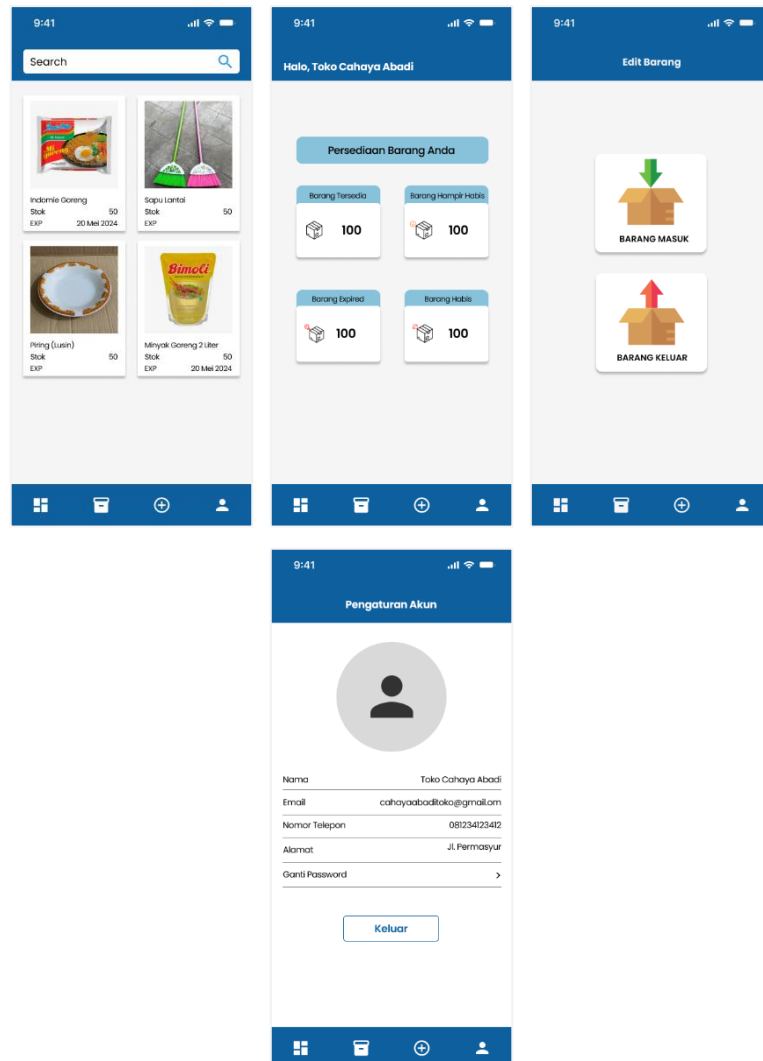 9:41
Search
Indomie
Mi goreng
Indomie Goreng
Stok 50
EXP 20 Mei 2024
Sapu Lantai
Stok 50
EXP
Piring (Lusin)
Stok 50
EXP
Bimoli
Minyak Goreng 2 Liter
Stok 50
EXP 20 Mei 2024
9:41
Halo, Toko Cahaya Abadi
Persediaan Barang Anda
Barang Tersedia
100
Barang Hampir Habis
100
Barang Expired
100
Barang Habis
100
9:41
Edit Barang
BARANG MASUK
BARANG KELUAR
9:41
Pengaturan Akun
Nama Toko Cahaya Abadi
Email cahayaabaditoko@gmail.om
Nomor Telepon 081234123412
Alamat Jl. Permasyur
Ganti Password >
Keluar